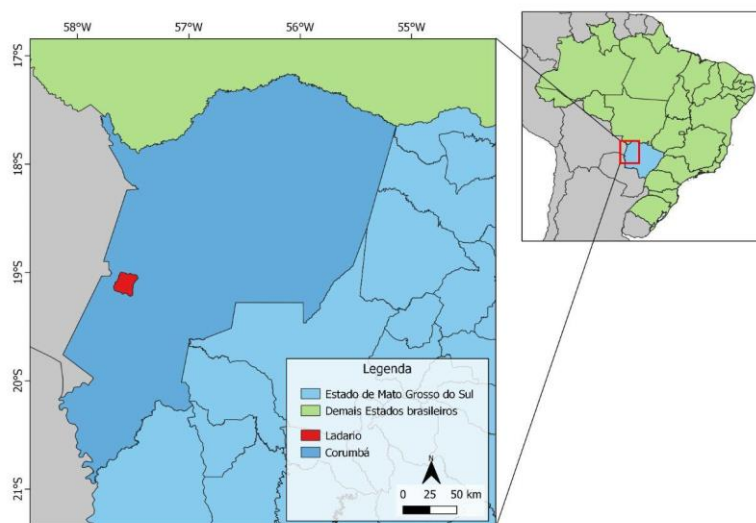 58°W 57°W 56°W 55°W
17°S
18°S
19°S
20°S
21°S
Legenda
Estado de Mato Grosso do Sul
Demais Estados brasileiros
Ladario
Corumbá
N
0 25 50 km